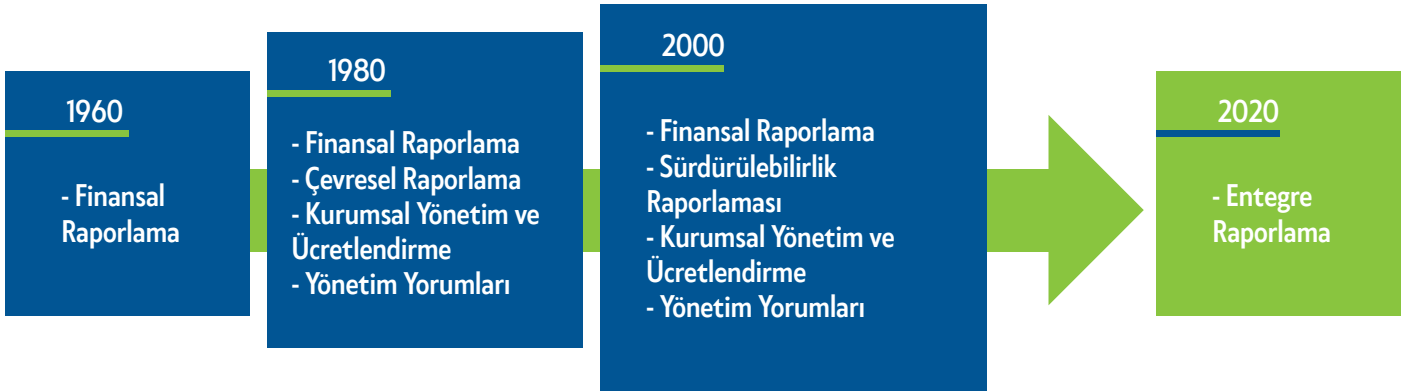 1960
- Finansal
Raporlama
1980
- Finansal Raporlama
- Çevresel Raporlama
- Kurumsal Yönetim ve
Ücretlendirme
- Yönetim Yorumları
2000
- Finansal Raporlama
- Sürdürülebilirlik
Raporlaması
- Kurumsal Yönetim ve
Ücretlendirme
- Yönetim Yorumları
2020
- Entegre
Raporlama